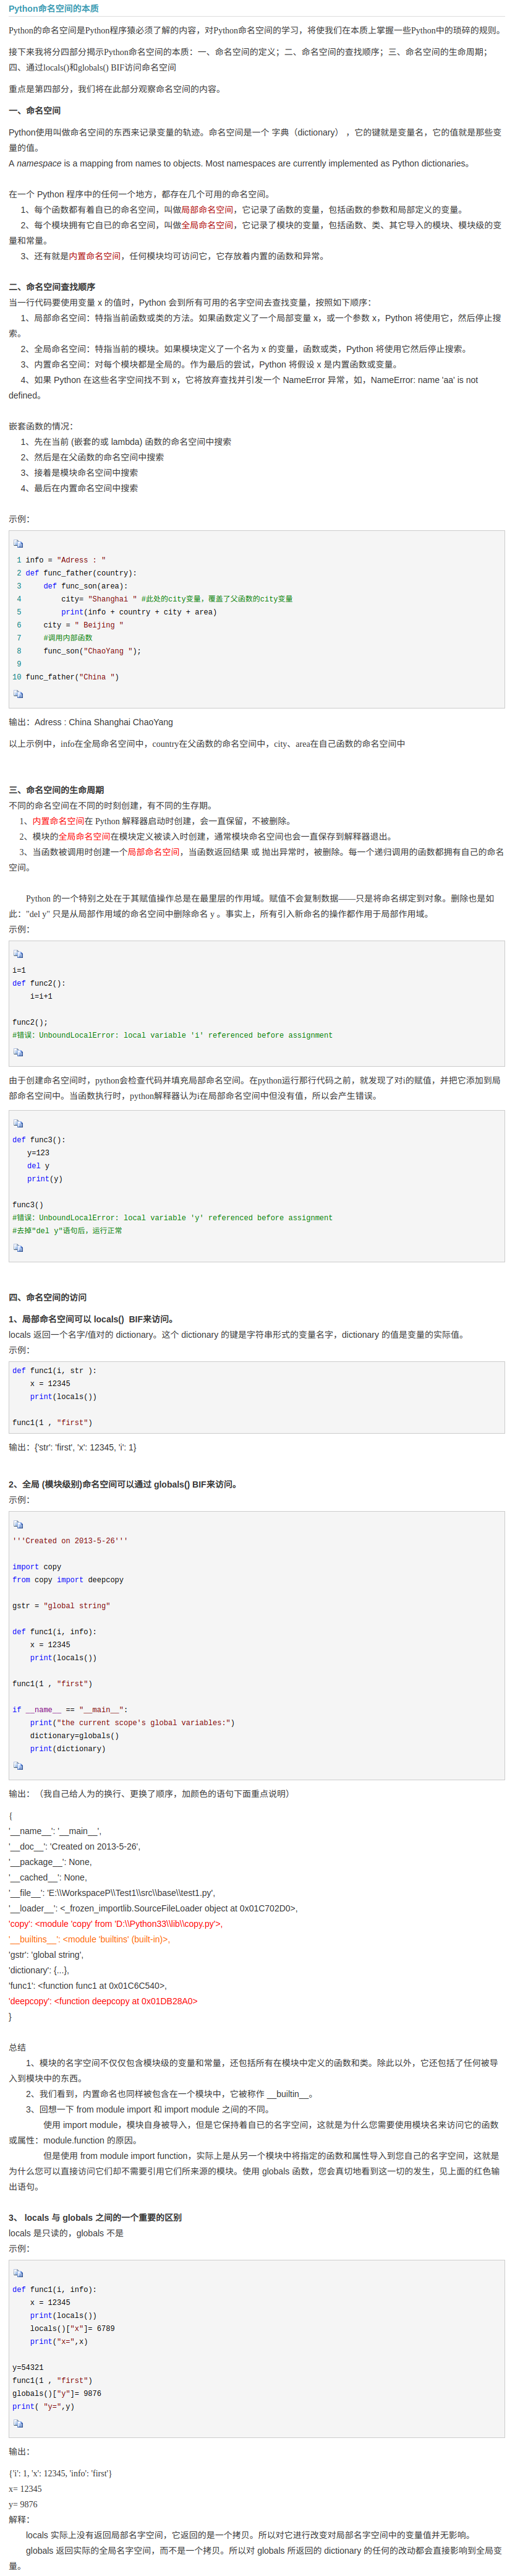 Python命名空间的本质
Python的命名空间是Python程序猿必须了解的内容，对Python命名空间的学习，将使我们在本质上掌握一些Python中的琐碎的规则。
接下来我将分四部分揭示Python命名空间的本质：一、命名空间的定义；二、命名空间的查找顺序；三、命名空间的生命周期；
四、通过locals()和globals() BIF访问命名空间
重点是第四部分，我们将在此部分观察命名空间的内容。
一、命名空间
Python使用叫做命名空间的东西来记录变量的轨迹。命名空间是一个 字典（dictionary） ，它的键就是变量名，它的值就是那些变
量的值。
A namespace is a mapping from names to objects. Most namespaces are currently implemented as Python dictionaries。
在一个 Python 程序中的任何一个地方，都存在几个可用的命名空间。
1、每个函数都有着自已的命名空间，叫做局部命名空间，它记录了函数的变量，包括函数的参数和局部定义的变量。
2、每个模块拥有它自已的命名空间，叫做全局命名空间，它记录了模块的变量，包括函数、类、其它导入的模块、模块级的变
量和常量。
3、还有就是内置命名空间，任何模块均可访问它，它存放着内置的函数和异常。
二、命名空间查找顺序
当一行代码要使用变量 x 的值时，Python 会到所有可用的名字空间去查找变量，按照如下顺序：
1、局部命名空间：特指当前函数或类的方法。如果函数定义了一个局部变量 x，或一个参数 x，Python 将使用它，然后停止搜
索。
2、全局命名空间：特指当前的模块。如果模块定义了一个名为 x 的变量，函数或类，Python 将使用它然后停止搜索。
3、内置命名空间：对每个模块都是全局的。作为最后的尝试，Python 将假设 x 是内置函数或变量。
4、如果 Python 在这些名字空间找不到 x，它将放弃查找并引发一个 NameError 异常，如，NameError: name 'aa' is not
defined。
嵌套函数的情况：
1、先在当前 (嵌套的或 lambda) 函数的命名空间中搜索
2、然后是在父函数的命名空间中搜索
3、接着是模块命名空间中搜索
4、最后在内置命名空间中搜索
示例：
1 info = "Adress : "
2 def func_father(country):
3     def func_son(area):
4         city= "Shanghai " #此处的city变量，覆盖了父函数的city变量
5         print(info + country + city + area)
6     city = " Beijing "
7     #调用内部函数
8     func_son("ChaoYang ");
9
10 func_father("China ")
输出：Adress : China Shanghai ChaoYang
以上示例中，info在全局命名空间中，country在父函数的命名空间中，city、area在自己函数的命名空间中
三、命名空间的生命周期
不同的命名空间在不同的时刻创建，有不同的生存期。
1、内置命名空间在 Python 解释器启动时创建，会一直保留，不被删除。
2、模块的全局命名空间在模块定义被读入时创建，通常模块命名空间也会一直保存到解释器退出。
3、当函数被调用时创建一个局部命名空间，当函数返回结果 或 抛出异常时，被删除。每一个递归调用的函数都拥有自己的命名
空间。
Python 的一个特别之处在于其赋值操作总是在最里层的作用域。赋值不会复制数据——只是将命名绑定到对象。删除也是如
此："del y" 只是从局部作用域的命名空间中删除命名 y 。事实上，所有引入新命名的操作都作用于局部作用域。
示例：
i=1
def func2():
    i=i+1
func2();
#错误：UnboundLocalError: local variable 'i' referenced before assignment
由于创建命名空间时，python会检查代码并填充局部命名空间。在python运行那行代码之前，就发现了对i的赋值，并把它添加到局
部命名空间中。当函数执行时，python解释器认为i在局部命名空间中但没有值，所以会产生错误。
def func3():
    y=123
    del y
    print(y)
func3()
#错误：UnboundLocalError: local variable 'y' referenced before assignment
#去掉"del y"语句后，运行正常
四、命名空间的访问
1、局部命名空间可以 locals()  BIF来访问。
locals 返回一个名字/值对的 dictionary。这个 dictionary 的键是字符串形式的变量名字，dictionary 的值是变量的实际值。
示例：
def func1(i, str ):
    x = 12345
    print(locals())
func1(1 , "first")
输出：{'str': 'first', 'x': 12345, 'i': 1}
2、全局 (模块级别)命名空间可以通过 globals() BIF来访问。
示例：
'''Created on 2013-5-26'''
import copy
from copy import deepcopy
gstr = "global string"
def func1(i, info):
    x = 12345
    print(locals())
func1(1 , "first")
if __name__ == "__main__":
    print("the current scope's global variables:")
    dictionary=globals()
    print(dictionary)
输出：（我自己给人为的换行、更换了顺序，加颜色的语句下面重点说明）
{
'__name__': '__main__',
'__doc__': 'Created on 2013-5-26',
'__package__': None,
'__cached__': None,
'__file__': 'E:\\WorkspaceP\\Test1\\src\\base\\test1.py',
'__loader__': <_frozen_importlib.SourceFileLoader object at 0x01C702D0>,
'copy': <module 'copy' from 'D:\\Python33\\lib\\copy.py'>,
'__builtins__': <module 'builtins' (built-in)>,
'gstr': 'global string',
'dictionary': {...},
'func1': <function func1 at 0x01C6C540>,
'deepcopy': <function deepcopy at 0x01DB28A0>
}
总结
1、模块的名字空间不仅仅包含模块级的变量和常量，还包括所有在模块中定义的函数和类。除此以外，它还包括了任何被导
入到模块中的东西。
2、我们看到，内置命名也同样被包含在一个模块中，它被称作 __builtin__。
3、回想一下 from module import 和 import module 之间的不同。
使用 import module，模块自身被导入，但是它保持着自已的名字空间，这就是为什么您需要使用模块名来访问它的函数
或属性：module.function 的原因。
但是使用 from module import function，实际上是从另一个模块中将指定的函数和属性导入到您自己的名字空间，这就是
为什么您可以直接访问它们却不需要引用它们所来源的模块。使用 globals 函数，您会真切地看到这一切的发生，见上面的红色输
出语句。
3、 locals 与 globals 之间的一个重要的区别
locals 是只读的，globals 不是
示例：
def func1(i, info):
    x = 12345
    print(locals())
    locals()["x"]= 6789
    print("x=",x)
y=54321
func1(1 , "first")
globals()["y"]= 9876
print( "y=",y)
输出：
{'i': 1, 'x': 12345, 'info': 'first'}
x= 12345
y= 9876
解释：
locals 实际上没有返回局部名字空间，它返回的是一个拷贝。所以对它进行改变对局部名字空间中的变量值并无影响。
globals 返回实际的全局名字空间，而不是一个拷贝。所以对 globals 所返回的 dictionary 的任何的改动都会直接影响到全局变
量。